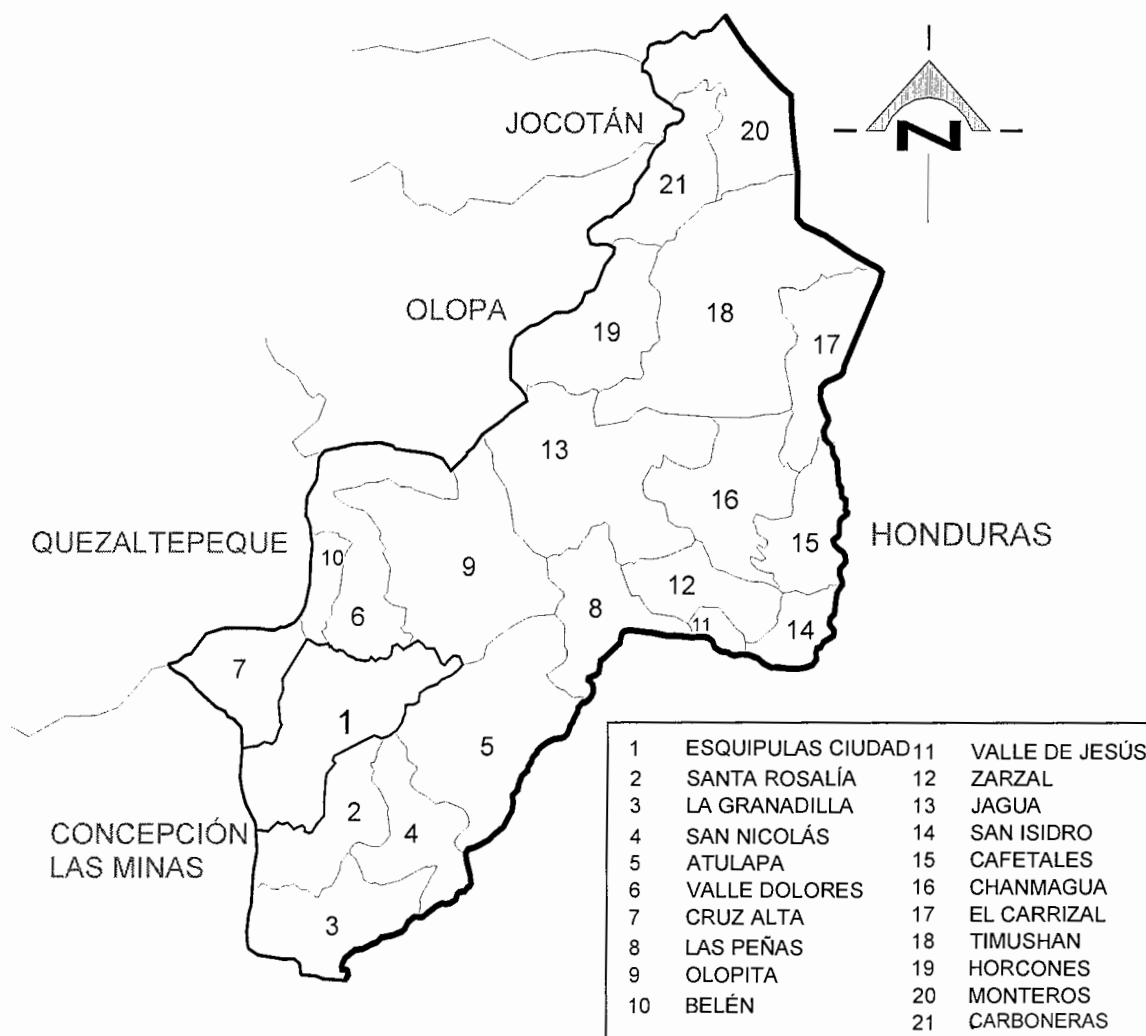 JOCOTÁN
20
N
21
OLOPA
18
19
17
13
16
QUEZALTEPEQUE
HONDURAS
10
9
15
12
8
6
11
14
7
1
5
2
4
CONCEPCIÓN
LAS MINAS
3
1 ESQUIPULAS CIUDAD
2 SANTA ROSALÍA
3 LA GRANADILLA
4 SAN NICOLÁS
5 ATULAPA
6 VALLE DOLORES
7 CRUZ ALTA
8 LAS PEÑAS
9 OLOPITA
10 BELÉN
11 VALLE DE JESÚS
12 ZARZAL
13 JAGUA
14 SAN ISIDRO
15 CAFETALES
16 CHANMAGUA
17 EL CARRIZAL
18 TIMUSHAN
19 HORCONES
20 MONTEROS
21 CARBONERAS